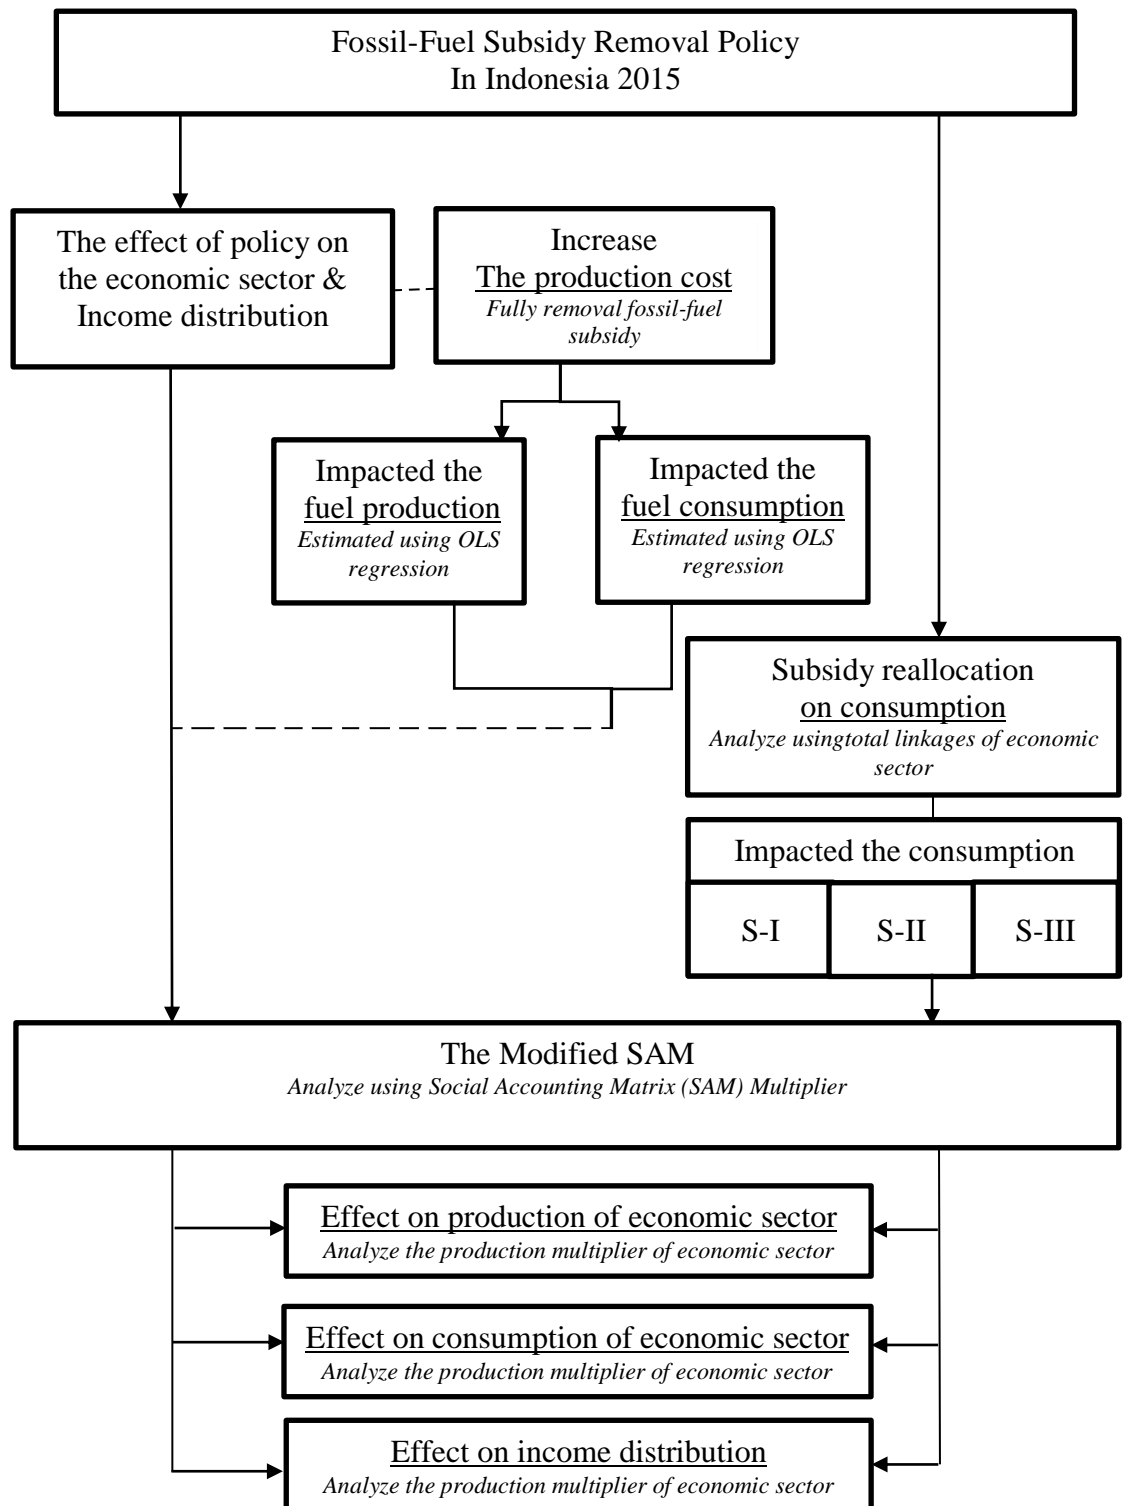 Fossil-Fuel Subsidy Removal Policy
In Indonesia 2015
The effect of policy on
the economic sector &
Income distribution
Increase
The production cost
Fully removal fossil-fuel
subsidy
Impacted the
fuel production
Estimated using OLS
regression
Impacted the
fuel consumption
Estimated using OLS
regression
Subsidy reallocation
on consumption
Analyze usingtotal linkages of economic
sector
Impacted the consumption
S-I
S-II
S-III
The Modified SAM
Analyze using Social Accounting Matrix (SAM) Multiplier
Effect on production of economic sector
Analyze the production multiplier of economic sector
Effect on consumption of economic sector
Analyze the production multiplier of economic sector
Effect on income distribution
Analyze the production multiplier of economic sector